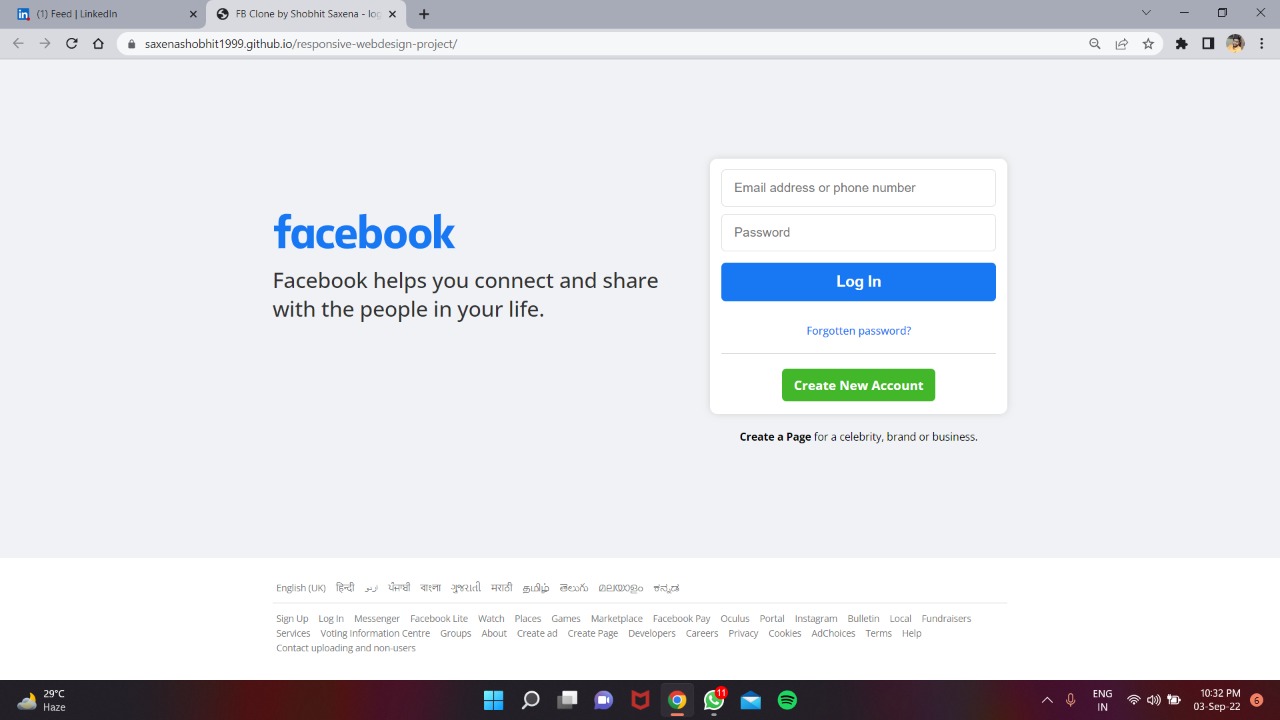 (1) Feed | LinkedIn
FB Clone by Shobhit Saxena - log
saxenashobhit1999.github.io/responsive-webdesign-project/
facebook
Facebook helps you connect and share
with the people in your life.
Email address or phone number
Password
Log In
Forgotten password?
Create New Account
Create a Page for a celebrity, brand or business.
English (UK) हिन्दी اردو ਪੰਜਾਬੀ বাংলা ગુજરાતી मराठी தமிழ் తెలుగు മലയാളം ಕನ್ನಡ
Sign Up Log In Messenger Facebook Lite Watch Places Games Marketplace Facebook Pay Oculus Portal Instagram Bulletin Local Fundraisers
Services Voting Information Centre Groups About Create ad Create Page Developers Careers Privacy Cookies AdChoices Terms Help
Contact uploading and non-users
29°C
Haze
11
ENG
IN
10:32 PM
03-Sep-22
6